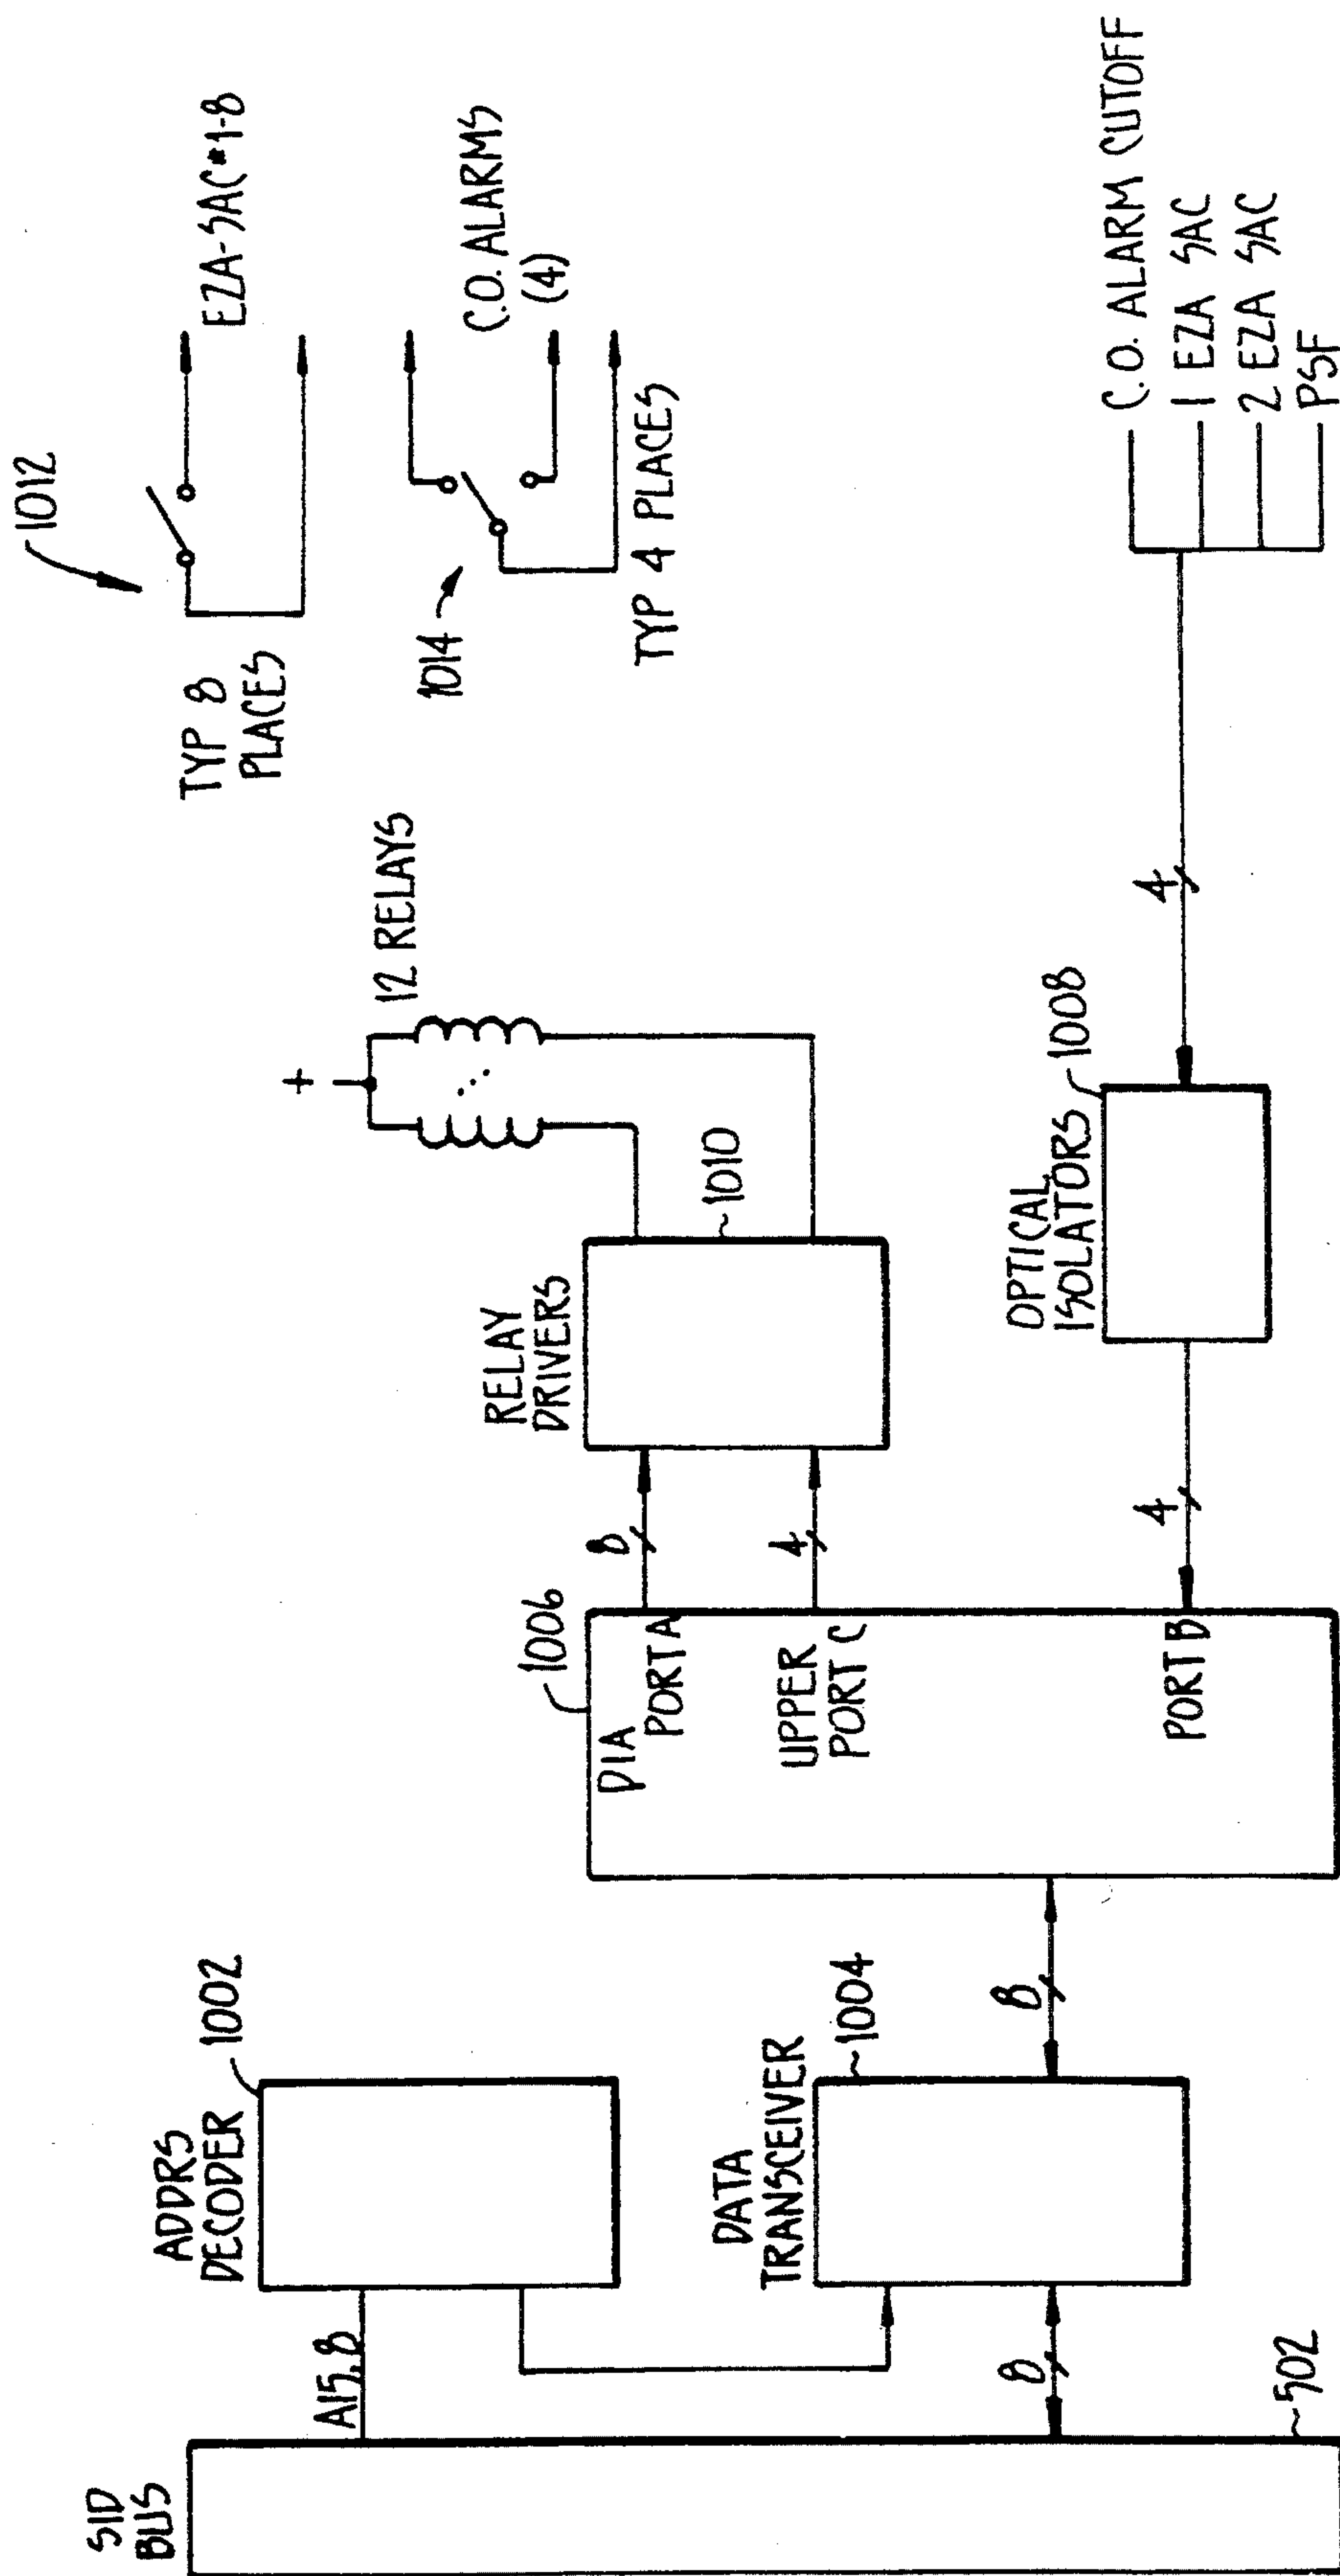 SID
BUS
502
A15.8
ADDRS
DECODER
1002
8
DATA
TRANSCEIVER
1004
8
1006
DIA
PORT A
UPPER
PORT C
PORT B
8
4
4
RELAY
DRIVERS
1010
OPTICAL
ISOLATORS
1008
+
12 RELAYS
4
TYP 8
PLACES
1012
EZA-SAC#1-8
1014
C.O. ALARMS
(4)
TYP 4 PLACES
C.O. ALARM CUTOFF
1 EZA SAC
2 EZA SAC
PSF